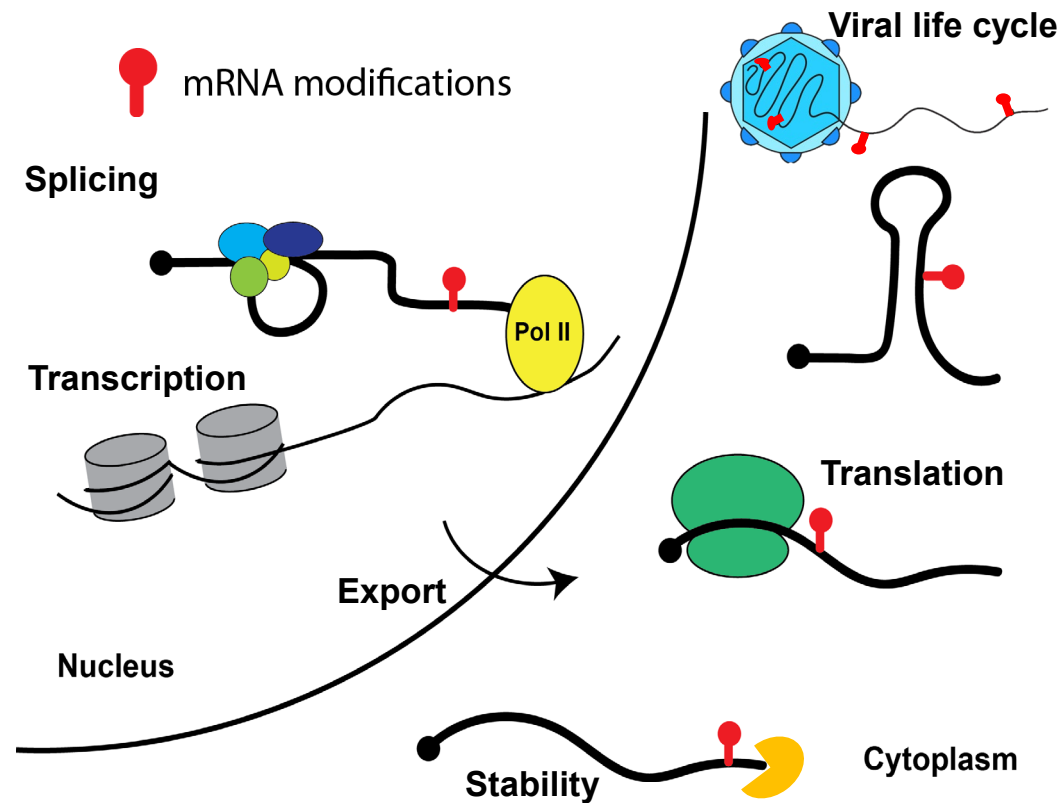 Viral life cycle
mRNA modifications
Splicing
Pol II
Transcription
Translation
Export
Nucleus
Stability
Cytoplasm